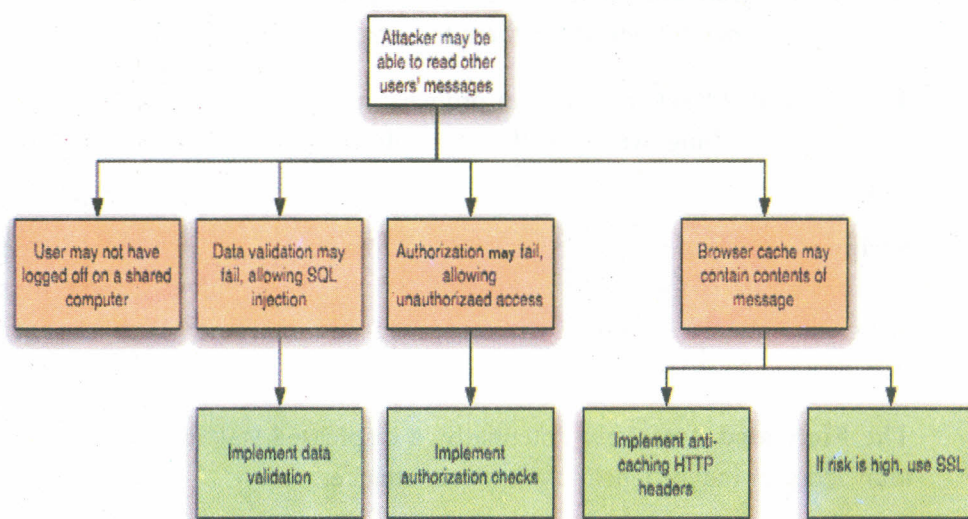 Attacker may be
able to read other
users' messages
User may not have
logged off on a shared
computer
Data validation may
fail, allowing SQL
injection
Authorization may fail,
allowing
unauthorizaed access
Browser cache may
contain contents of
message
Implement data
validation
Implement
authorization checks
Implement anti-
caching HTTP
headers
If risk is high, use SSL